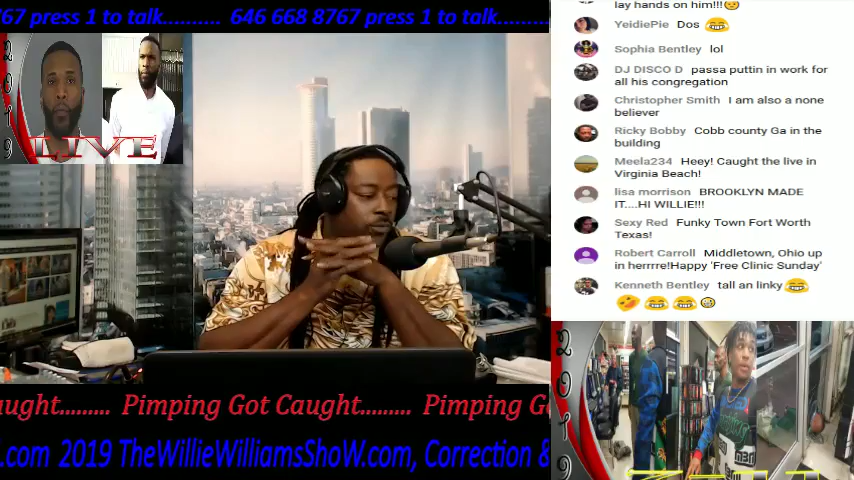 67 press 1 to talk.......... 646 668 8767 press 1 to talk.........
2019
LIVE
lay hands on him!!!
YeidiePie Dos 😂
Sophia Bentley lol
DJ DISCO D passa puttin in work for
all his congregation
Christopher Smith I am also a none
believer
Ricky Bobby Cobb county Ga in the
building
Meela234 Heey! Caught the live in
Virginia Beach!
lisa morrison BROOKLYN MADE
IT....HI WILLIE!!!
Sexy Red Funky Town Fort Worth
Texas!
Robert Carroll Middletown, Ohio up
in herrrre!Happy 'Free Clinic Sunday'
Kenneth Bentley tall an linky 😂
🤣 😂 😂
2019
aught......... Pimping Got Caught......... Pimping G
.com 2019 TheWillieWilliamsShoW.com, Correction &